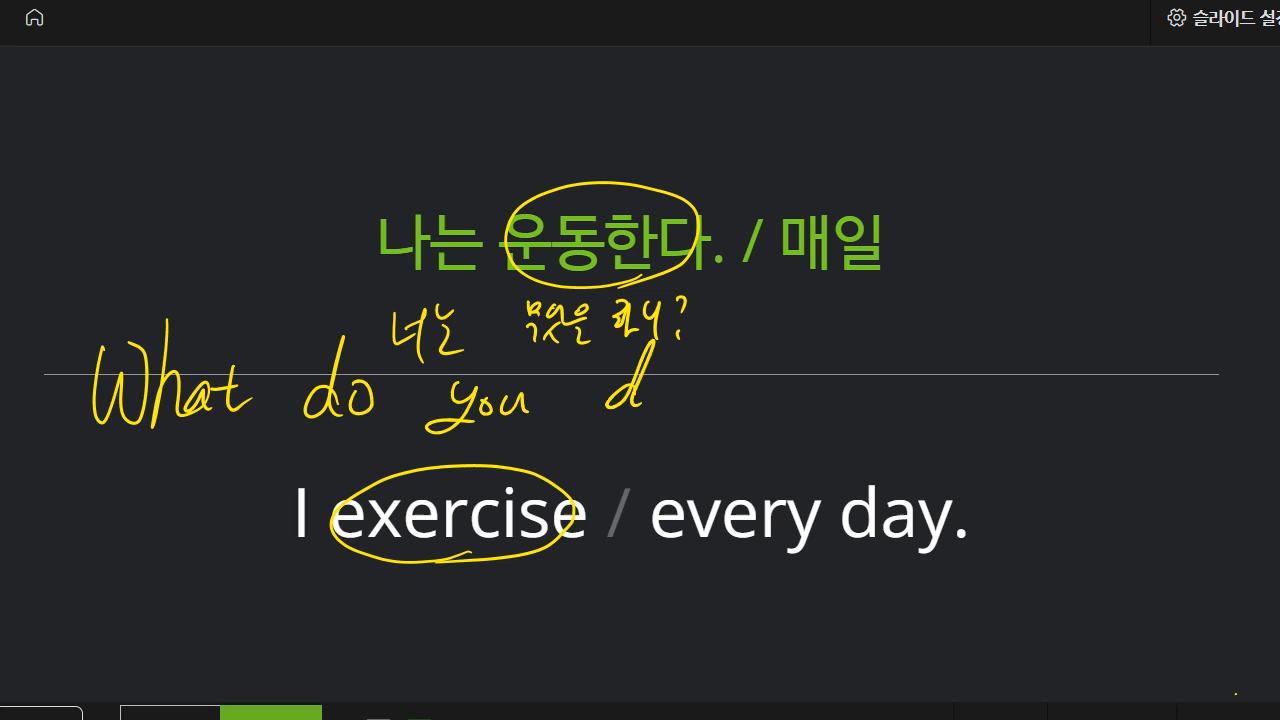 슬라이드 설정
나는 운동한다. / 매일
너는 무엇을 하니?
What do you d
I exercise / every day.